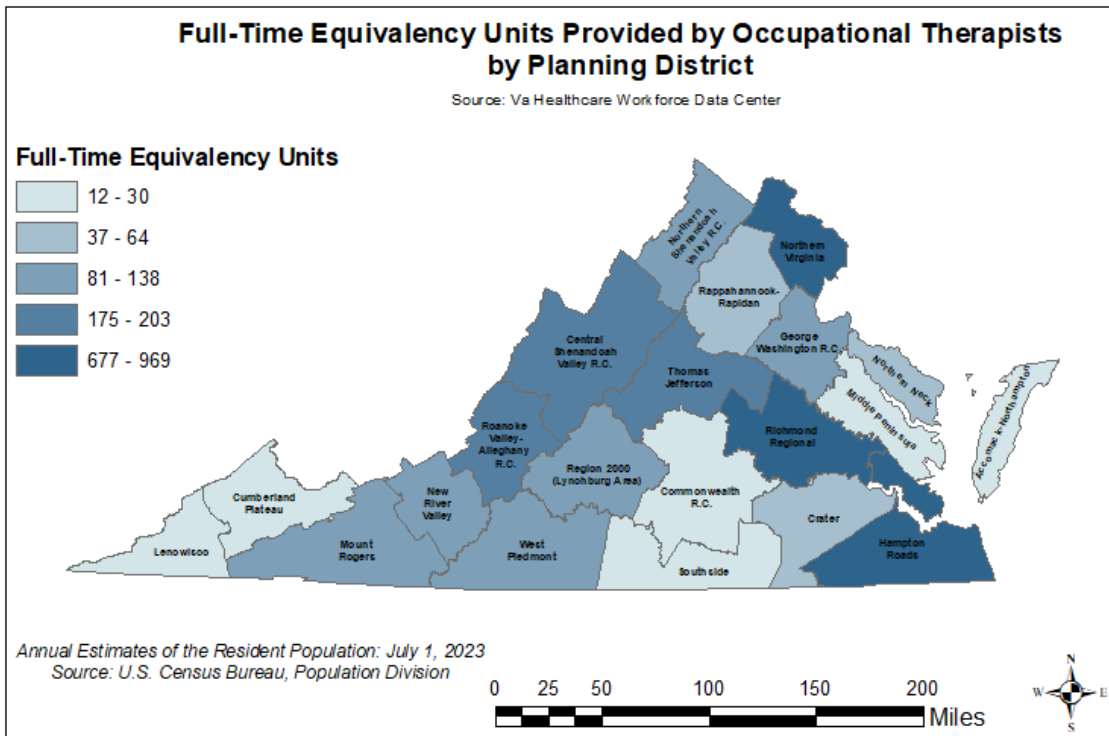 Full-Time Equivalency Units Provided by Occupational Therapists
by Planning District
Source: Va Healthcare Workforce Data Center
Full-Time Equivalency Units
12 - 30
37 - 64
81 - 138
175 - 203
677 - 969
Northern
Shenandoah
Valley R.C.
Northern
Virginia
Rappahannock-
Rapidan
Central
Shenandoah
Valley R.C.
George
Washington R.C.
Northern Neck
Thomas
Jefferson
Middle Peninsula
Accomack-Northampton
Roanoke
Valley-
Alleghany
R.C.
Richmond
Regional
Region 2000
(Lynchburg Area)
Commonwealth
R.C.
Cumberland
Plateau
New
River
Valley
Crater
Lenowisco
Mount
Rogers
West
Piedmont
Hampton
Roads
Southside
Annual Estimates of the Resident Population: July 1, 2023
Source: U.S. Census Bureau, Population Division
0 25 50 100 150 200
Miles
N
W E
S